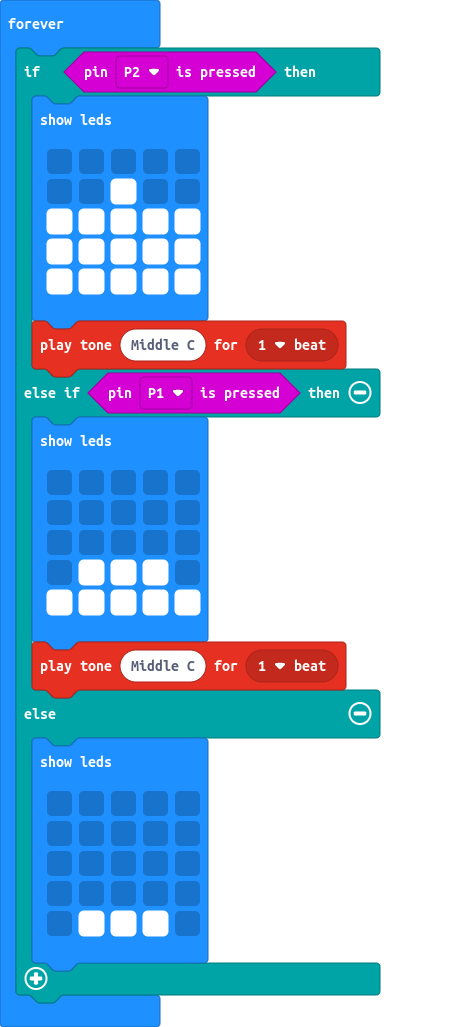 forever
if pin P2 is pressed then
show leds
play tone Middle C for 1 beat
else if pin P1 is pressed then
show leds
play tone Middle C for 1 beat
else
show leds